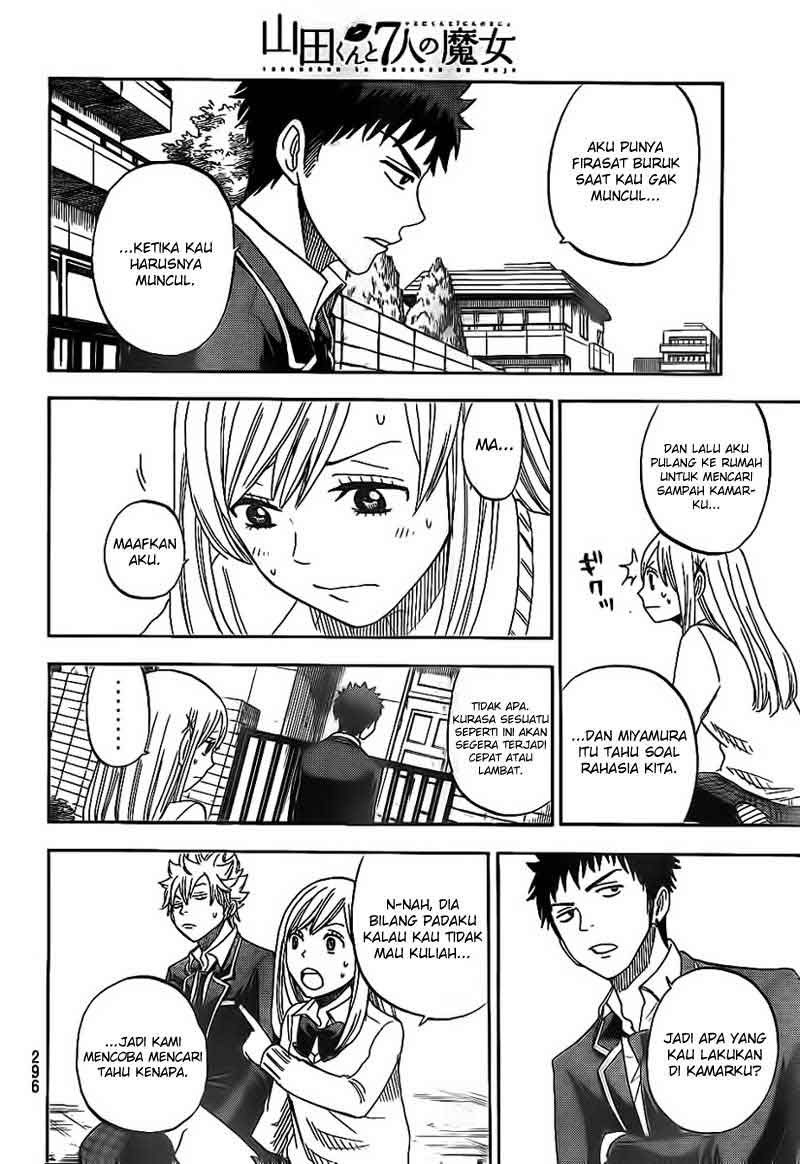 山田くんと7人の魔女
AKU PUNYA
FIRASAT BURUK
SAAT KAU GAK
MUNCUL...
...KETIKA KAU
HARUSNYA
MUNCUL.
DAN LALU AKU
PULANG KE RUMAH
UNTUK MENCARI
SAMPAH KAMAR-
KU...
ギクッ
...DAN MIYAMURA
ITU TAHU SOAL
RAHASIA KITA.
MA...
MAAFKAN
AKU.
TIDAK APA.
KURASA SESUATU
SEPERTI INI AKAN
SEGERA TERJADI
CEPAT ATAU
LAMBAT.
......
JADI APA YANG
KAU LAKUKAN
DI KAMARKU?
N-NAH, DIA
BILANG PADAKU
KALAU KAU TIDAK
MAU KULIAH...
...JADI KAMI
MENCOBA MENCARI
TAHU KENAPA.
296